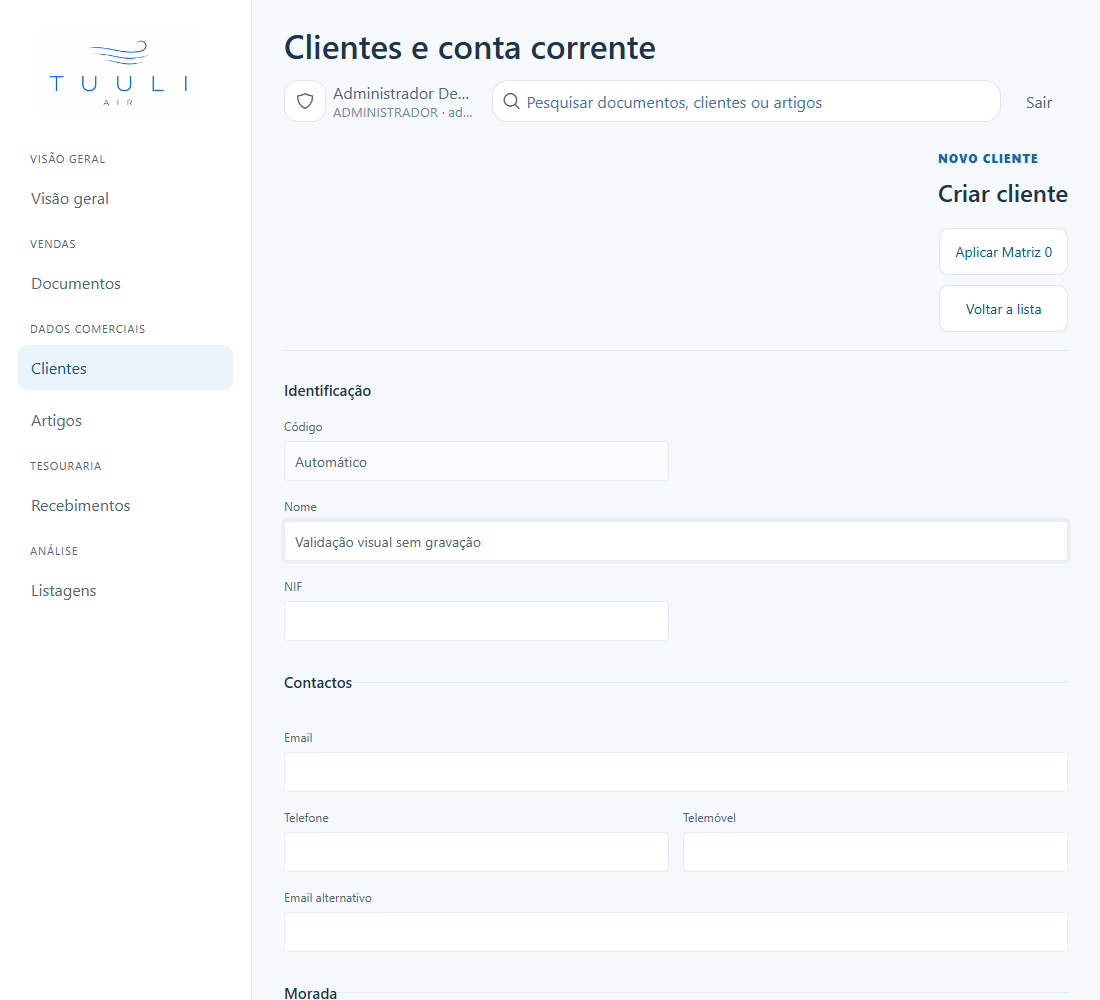 TUULI
AIR
VISÃO GERAL
Visão geral
VENDAS
Documentos
DADOS COMERCIAIS
Clientes
Artigos
TESOURARIA
Recebimentos
ANÁLISE
Listagens
Clientes e conta corrente
Administrador De...
ADMINISTRADOR · ad...
Pesquisar documentos, clientes ou artigos
Sair
NOVO CLIENTE
Criar cliente
Aplicar Matriz 0
Voltar a lista
Identificação
Código
Automático
Nome
Validação visual sem gravação
NIF
Contactos
Email
Telefone
Telemóvel
Email alternativo
Morada